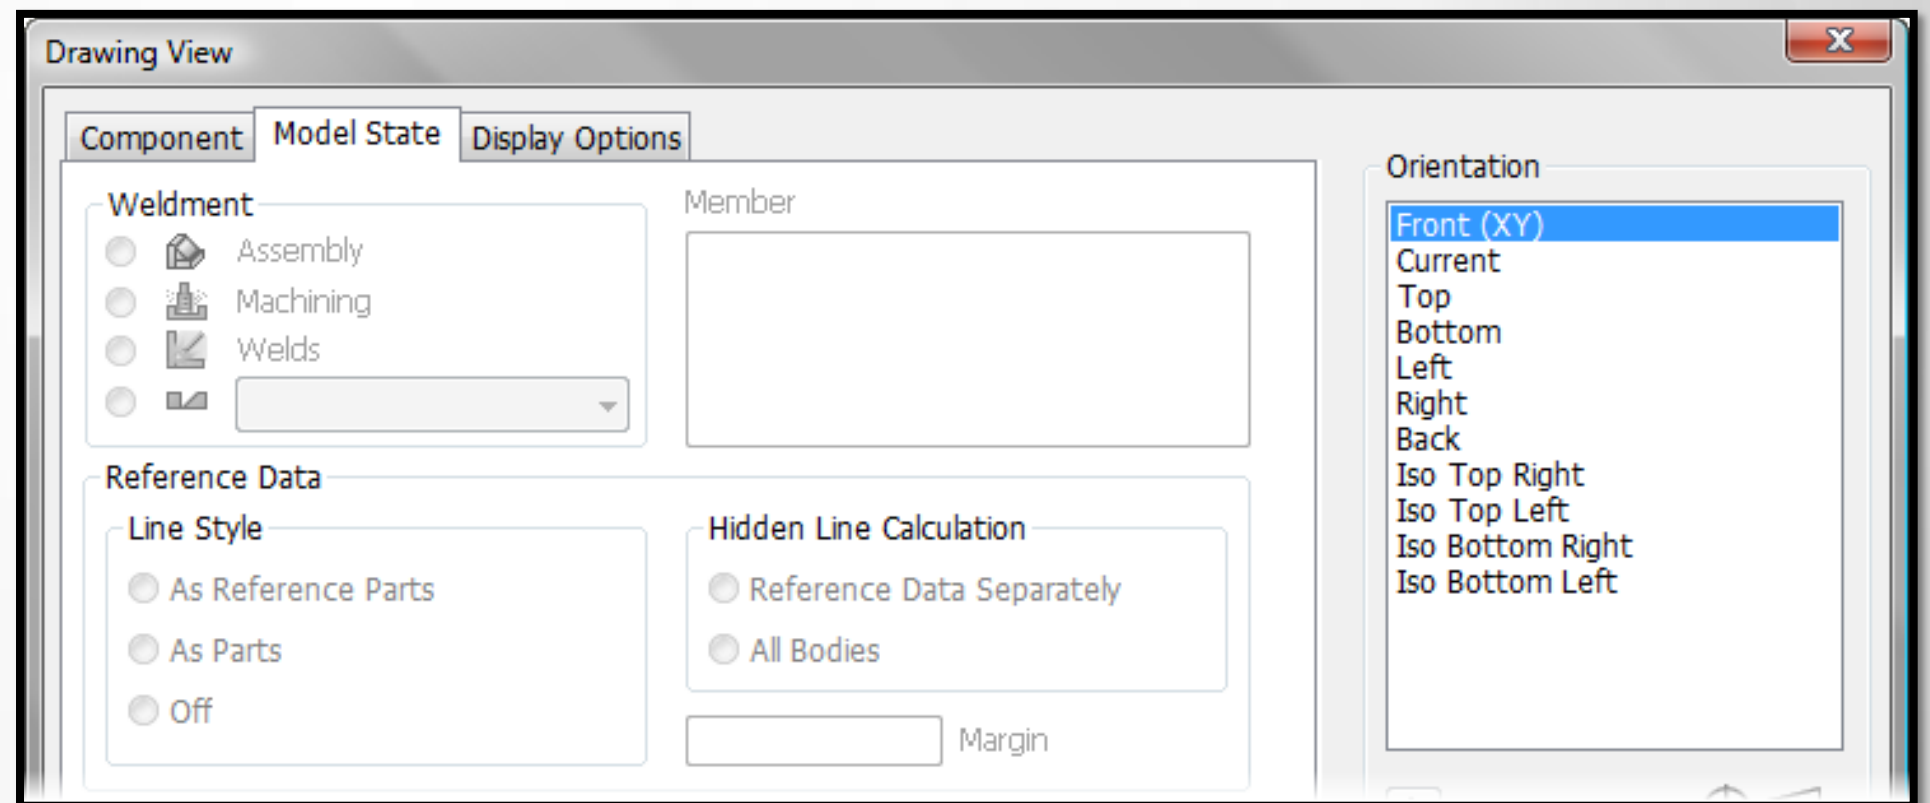 Drawing View
X
Component Model State Display Options
Weldment
Assembly
Machining
Welds
Member
Reference Data
Line Style
As Reference Parts
As Parts
Off
Hidden Line Calculation
Reference Data Separately
All Bodies
Margin
Orientation
Front (XY)
Current
Top
Bottom
Left
Right
Back
Iso Top Right
Iso Top Left
Iso Bottom Right
Iso Bottom Left